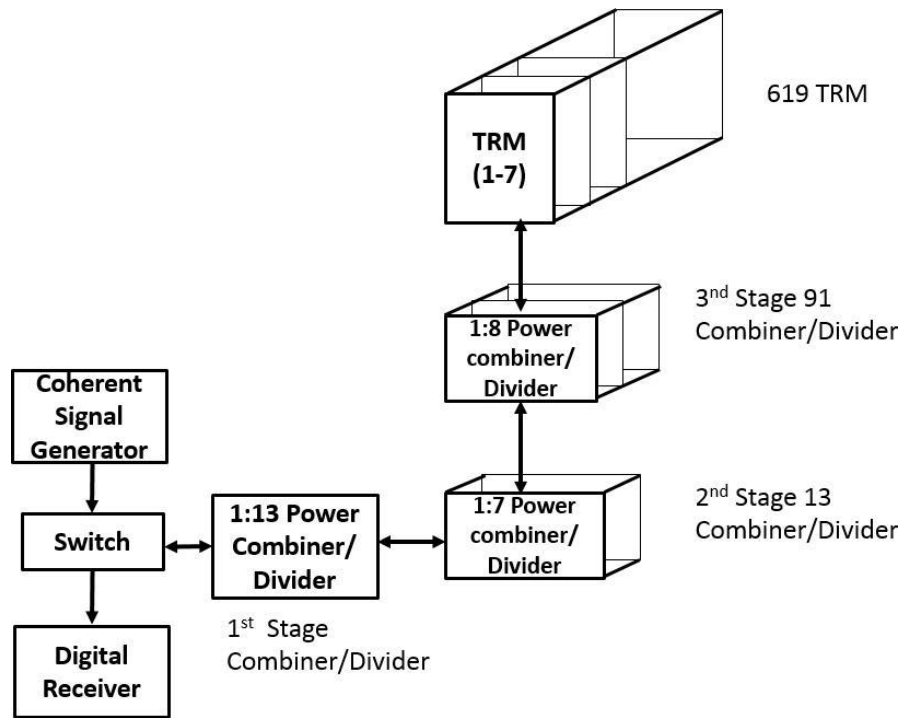 619 TRM
TRM
(1-7)
3nd Stage 91
Combiner/Divider
1:8 Power
combiner/
Divider
Coherent
Signal
Generator
2nd Stage 13
Combiner/Divider
1:7 Power
combiner/
Divider
1:13 Power
Combiner/
Divider
Switch
1st Stage
Combiner/Divider
Digital
Receiver